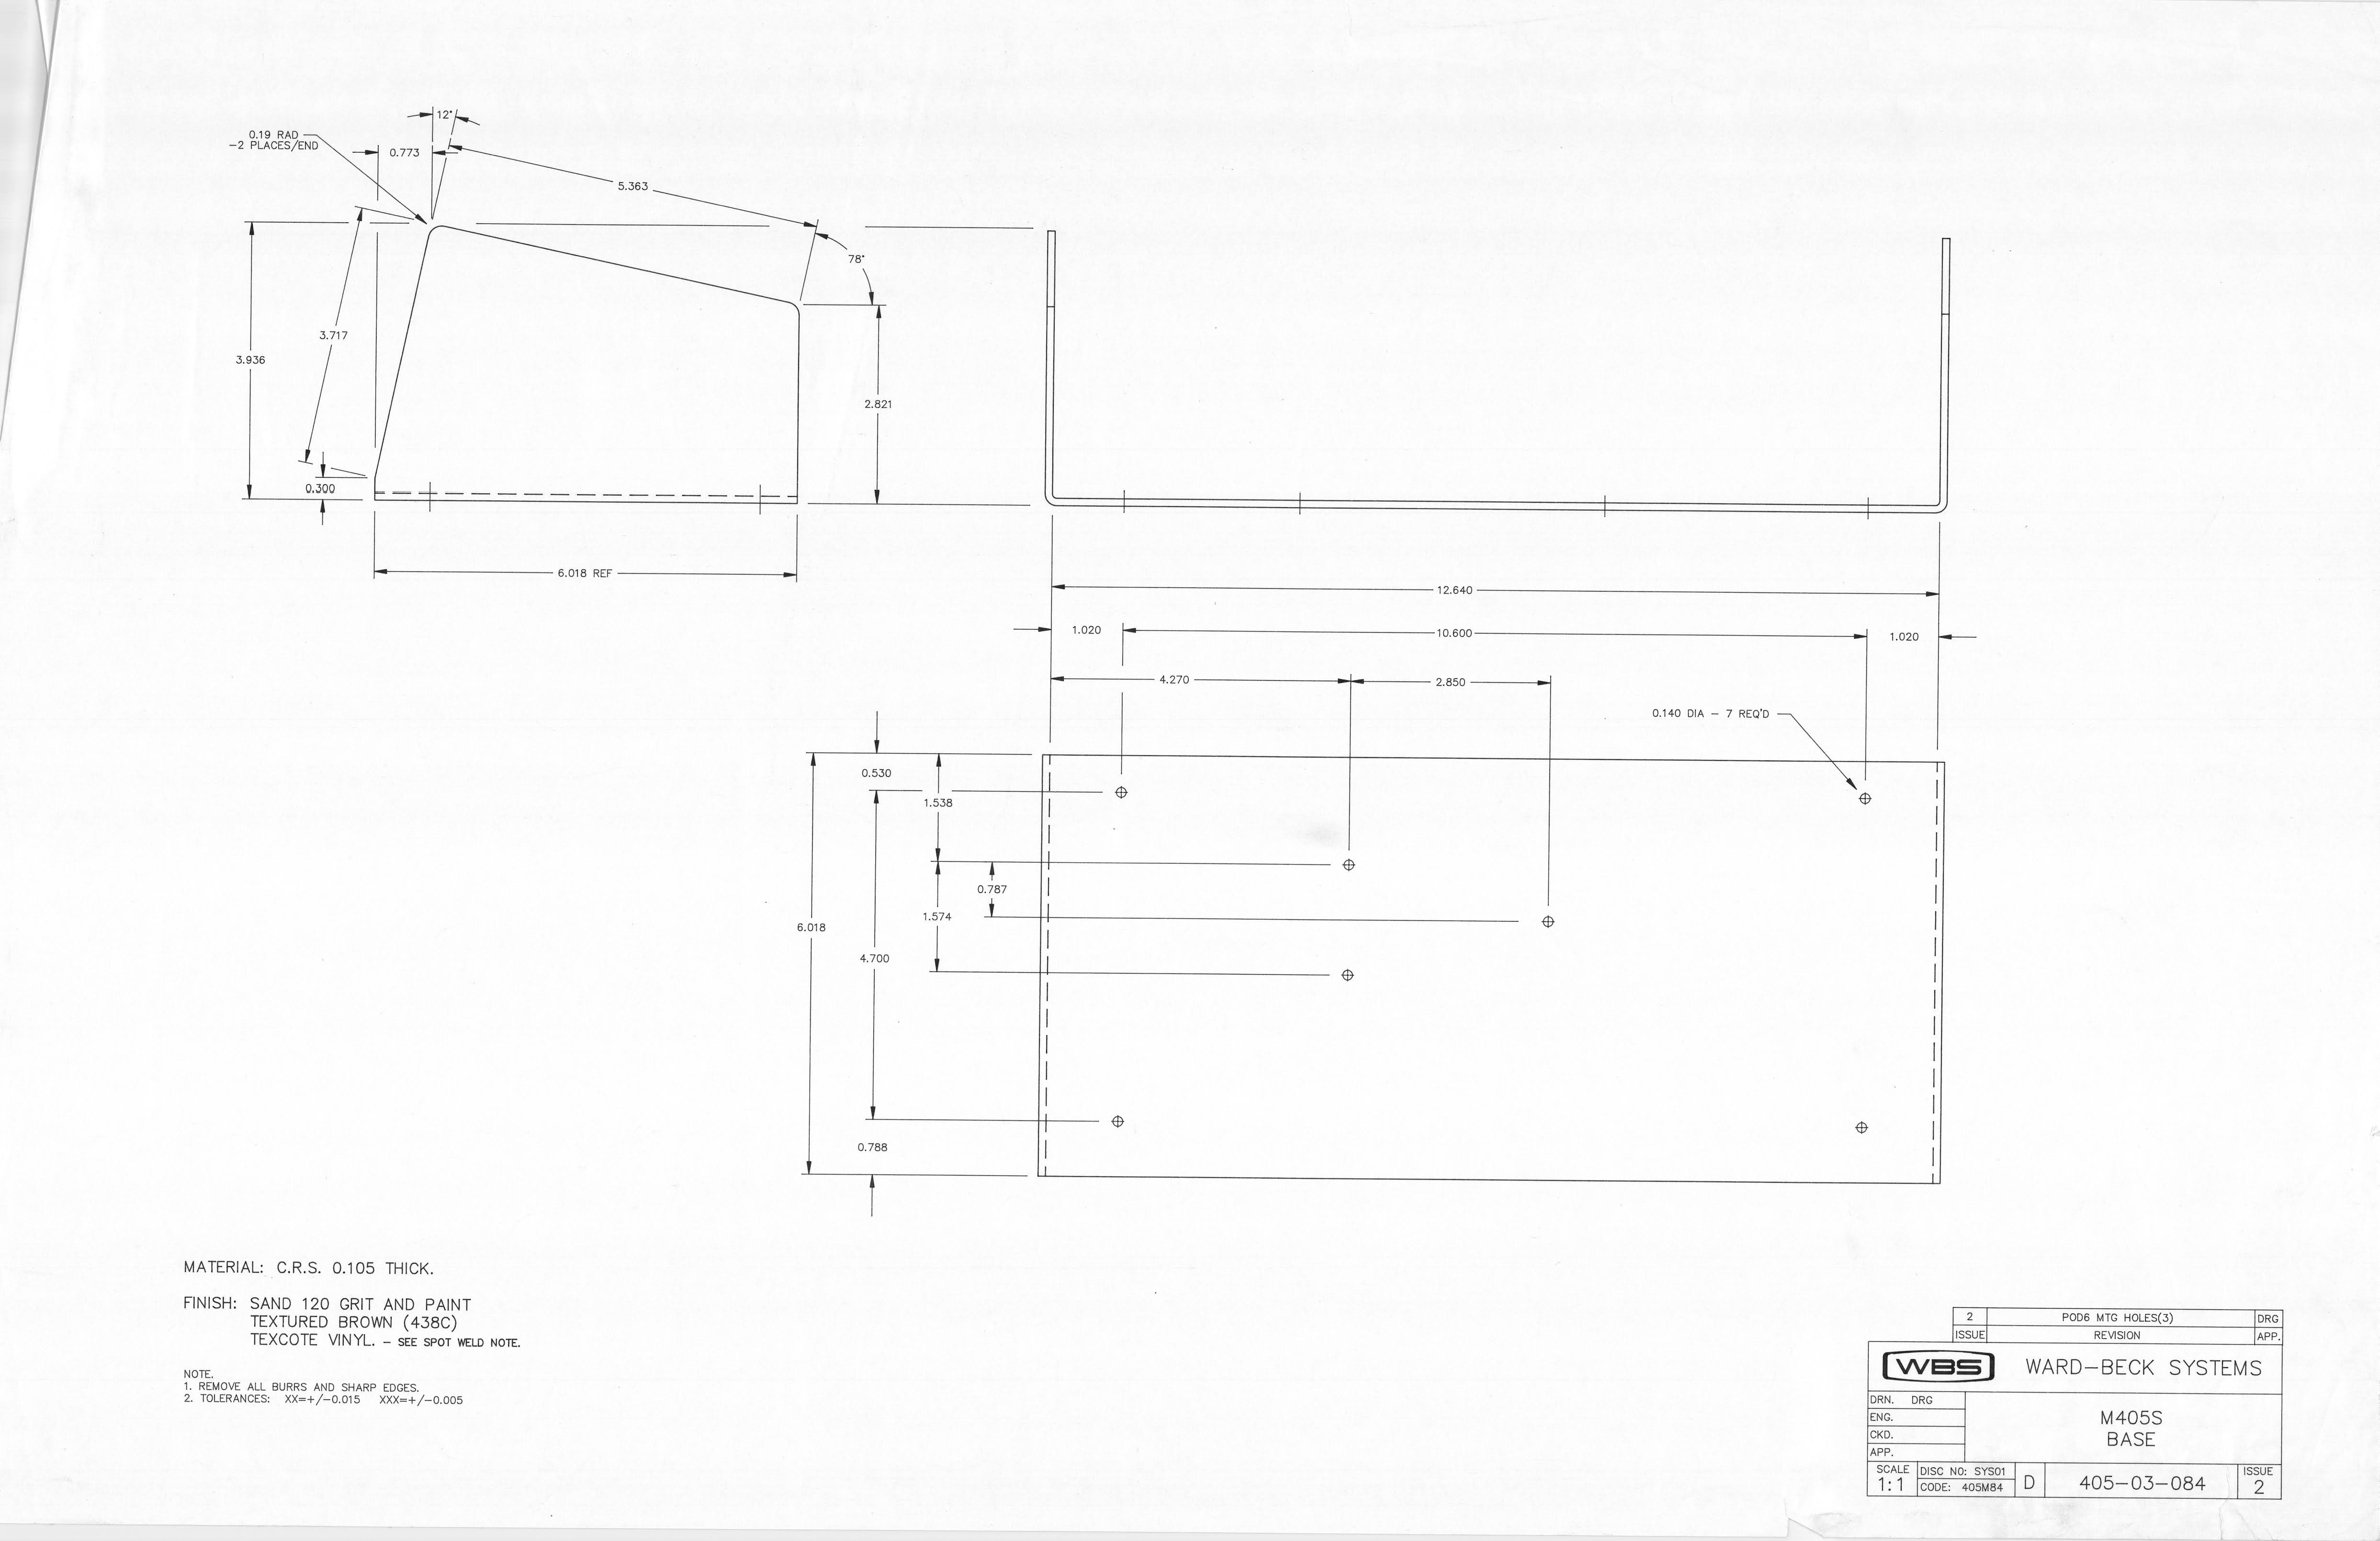 12°
0.19 RAD
-2 PLACES/END
0.773
5.363
78°
3.717
3.936
2.821
0.300
6.018 REF
12.640
1.020
10.600
1.020
4.270
2.850
0.140 DIA - 7 REQ'D
0.530
1.538
0.787
1.574
6.018
4.700
0.788
MATERIAL: C.R.S. 0.105 THICK.
FINISH: SAND 120 GRIT AND PAINT
TEXTURED BROWN (438C)
TEXCOTE VINYL. - SEE SPOT WELD NOTE.
NOTE.
1. REMOVE ALL BURRS AND SHARP EDGES.
2. TOLERANCES: XX=+/-0.015 XXX=+/-0.005
2 POD6 MTG HOLES(3) DRG
ISSUE REVISION APP.
WBS WARD-BECK SYSTEMS
DRN. DRG
ENG.
CKD.
APP.
M405S
BASE
SCALE
1:1
DISC NO: SYS01
CODE: 405M84
D
405-03-084
ISSUE
2